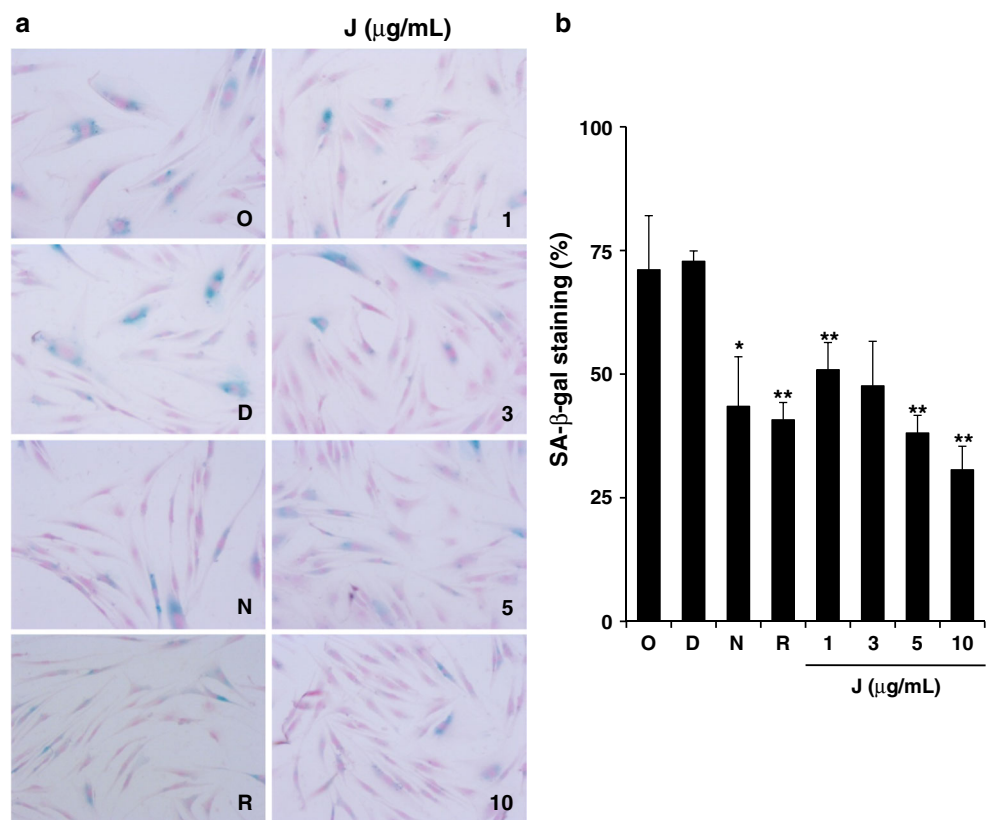 a
J (μg/mL)
O
1
D
3
N
5
R
10
b
SA-β-gal staining (%)
100
75
50
25
0
*
**
**
**
**
O D N R 1 3 5 10
J (μg/mL)